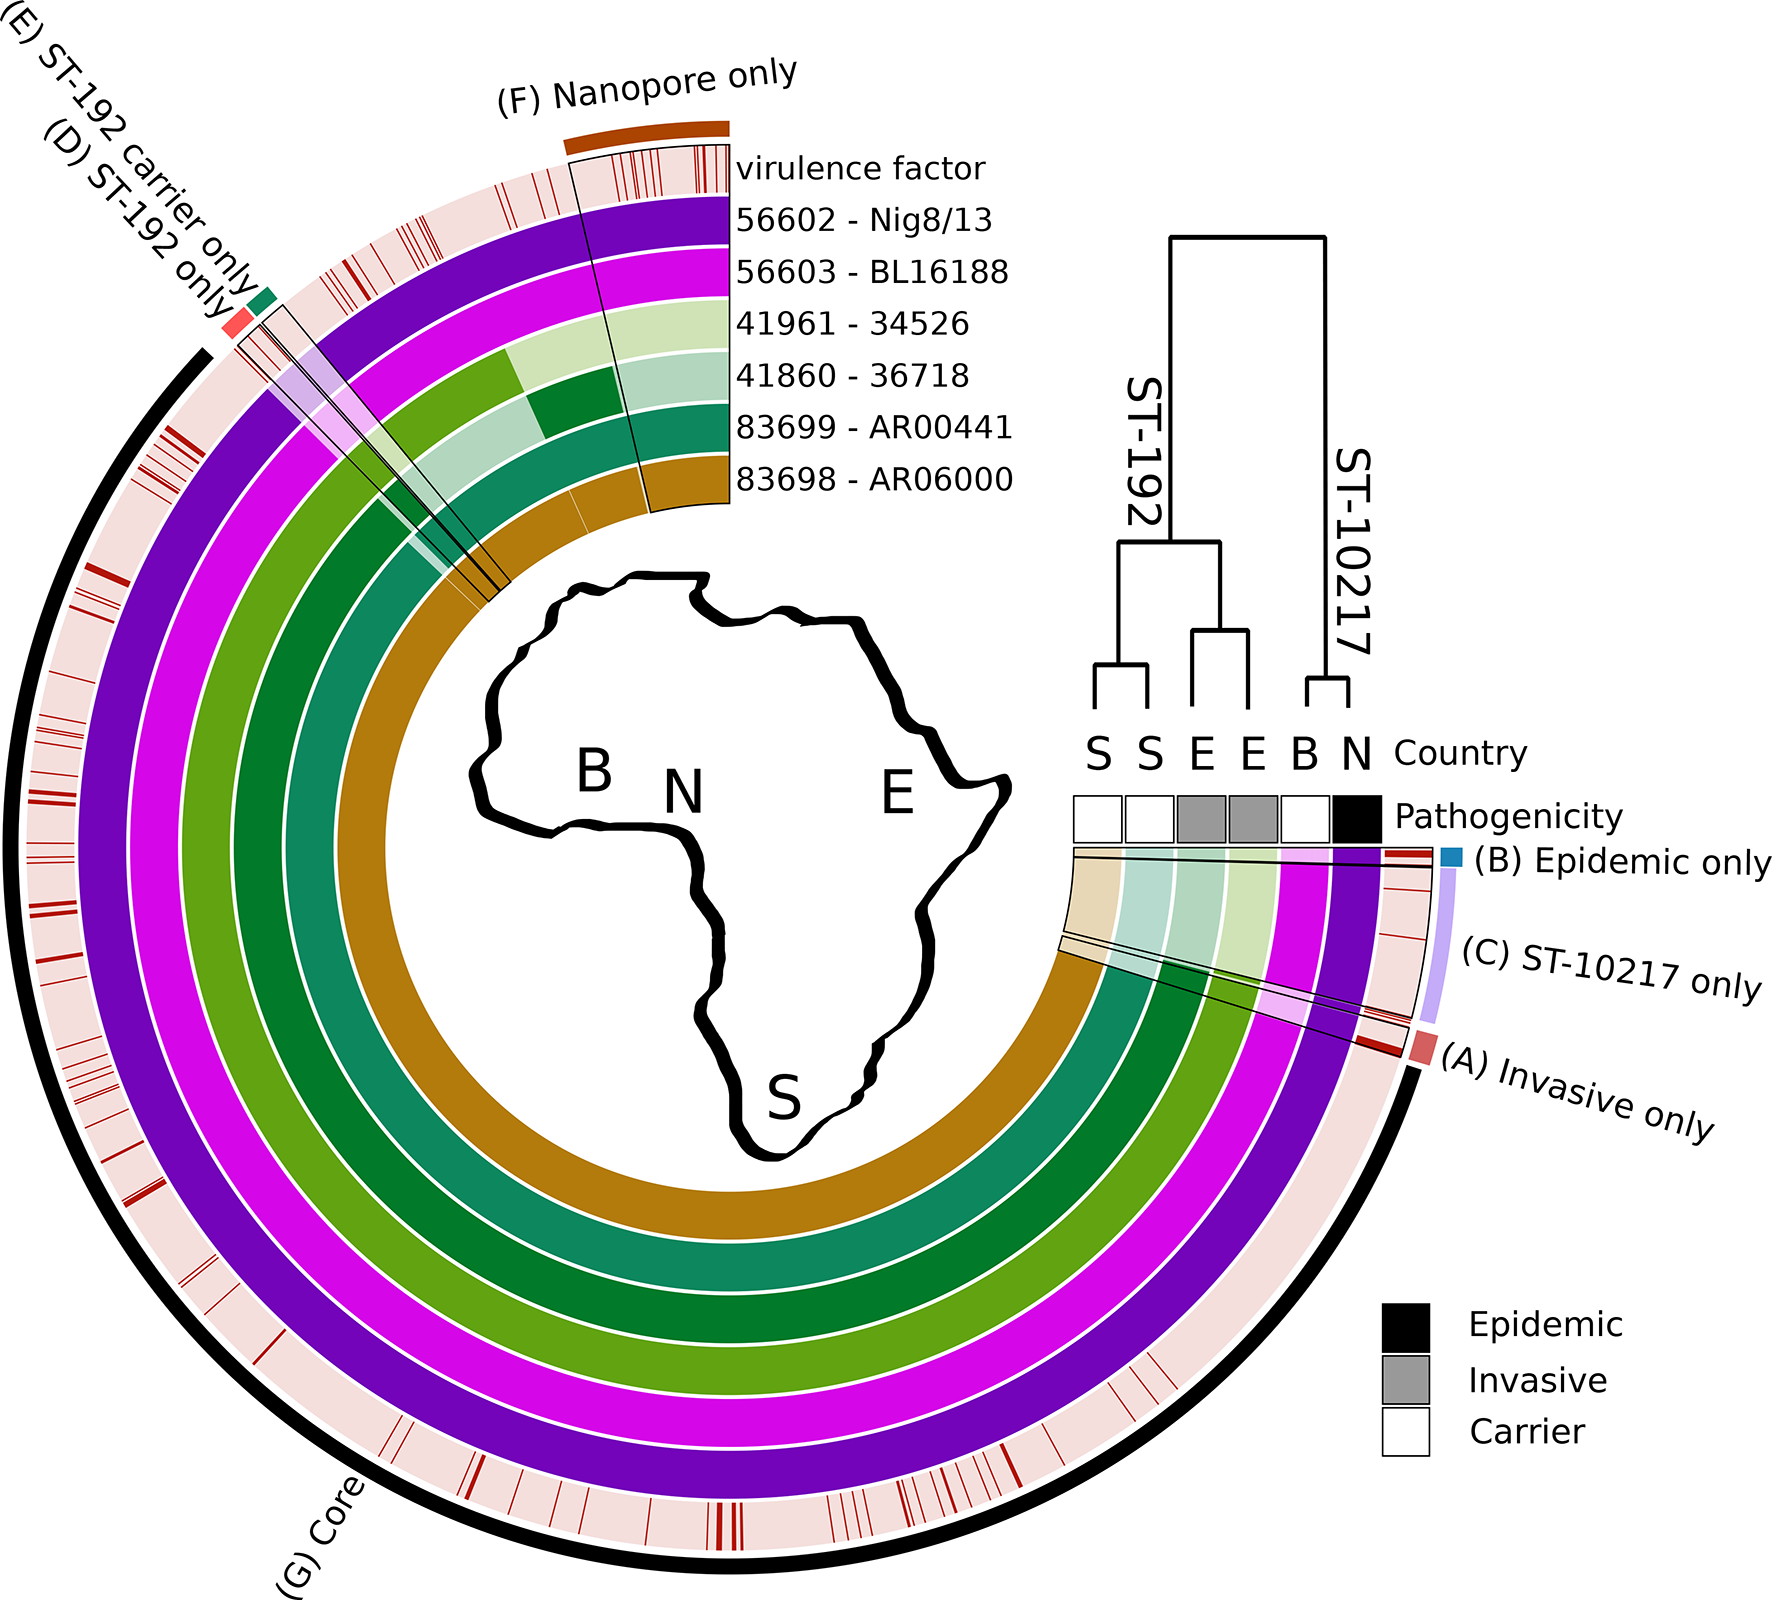 (E) ST-192 carrier only
(D) ST-192 only
(F) Nanopore only
virulence factor
56602 - Nig8/13
56603 - BL16188
41961 - 34526
41860 - 36718
83699 - AR00441
83698 - AR06000
ST-192
ST-10217
S S E E B N Country
Pathogenicity
B
N
E
S
(B) Epidemic only
(C) ST-10217 only
(A) Invasive only
Epidemic
Invasive
Carrier
(G) Core